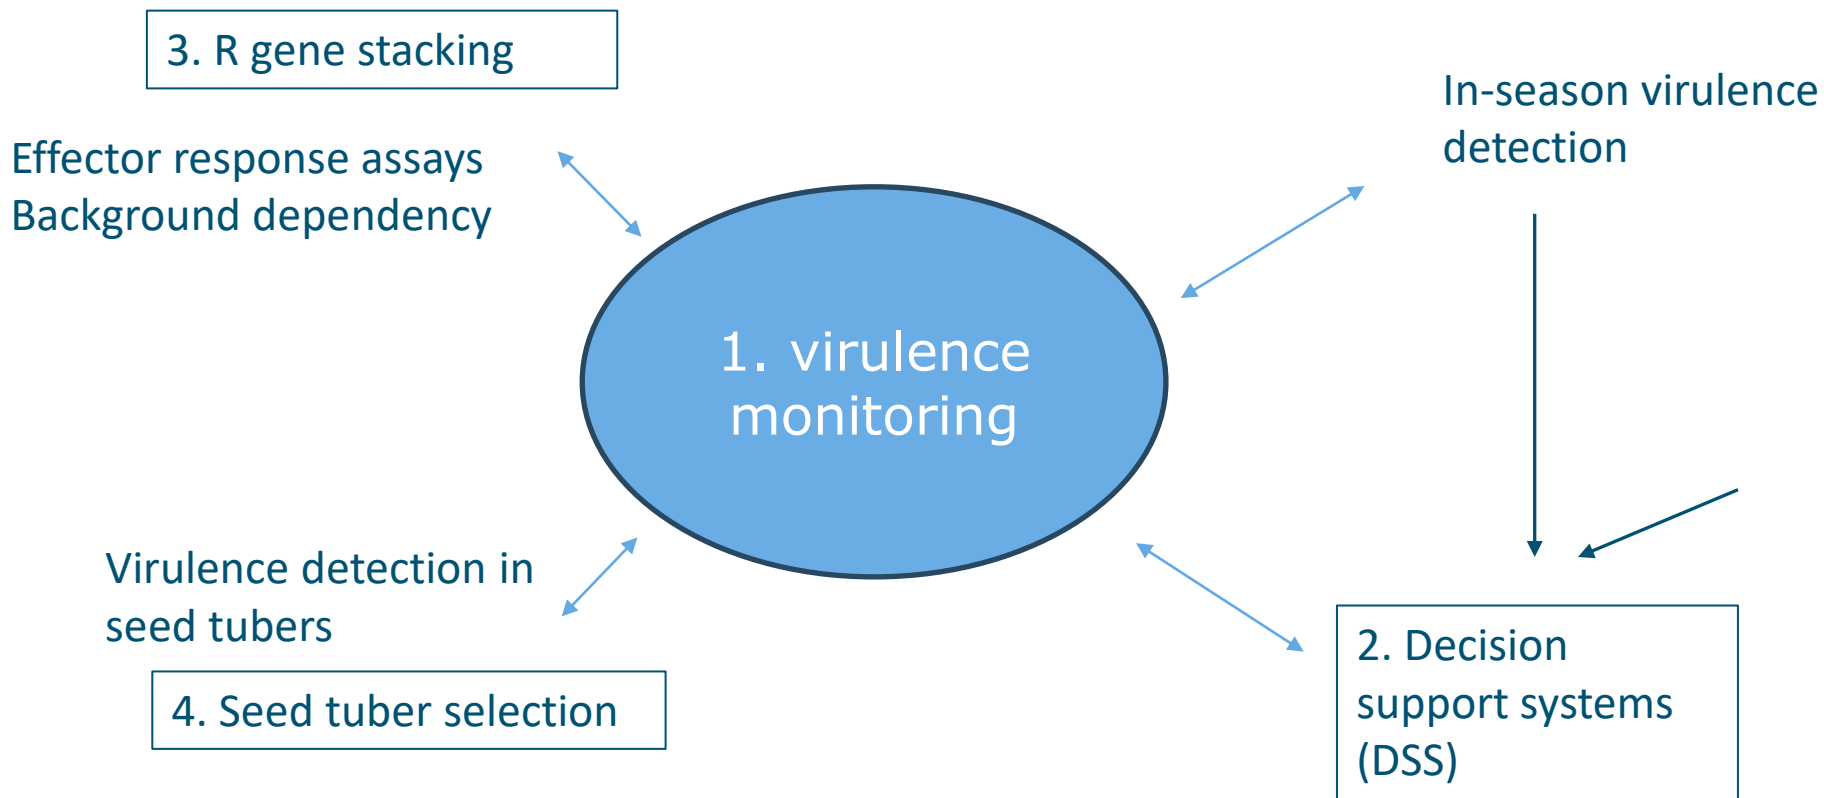 3. R gene stacking
Effector response assays
Background dependency
In-season virulence
detection
1. virulence
monitoring
Virulence detection in
seed tubers
4. Seed tuber selection
2. Decision
support systems
(DSS)